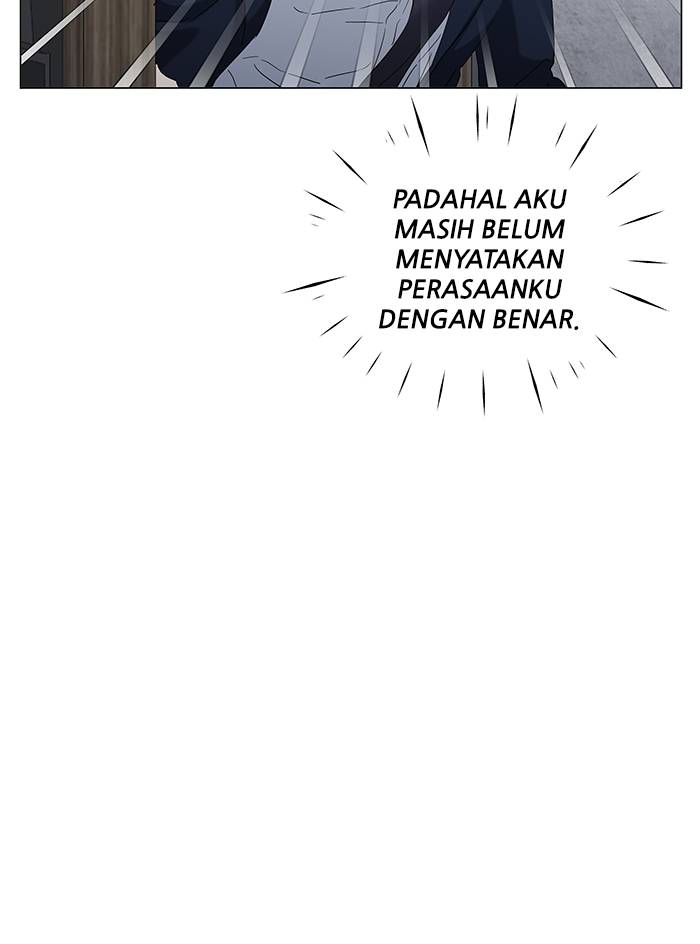 PADAHAL AKU
MASIH BELUM
MENYATAKAN
PERASAANKU
DENGAN BENAR.